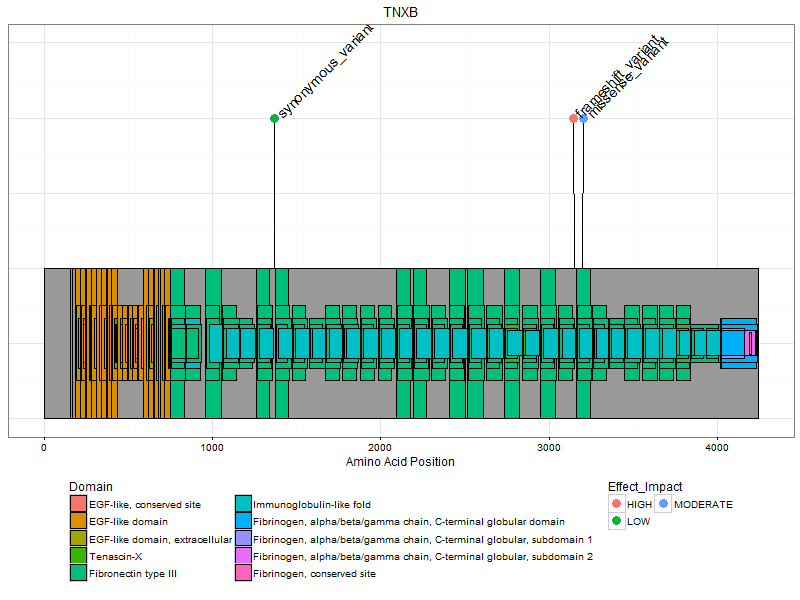 TNXB
synonymous_variant
frameshift_variant
missense_variant
0
1000
2000
3000
4000
Amino Acid Position
Domain
EGF-like, conserved site
EGF-like domain
EGF-like domain, extracellular
Tenascin-X
Fibronectin type III
Immunoglobulin-like fold
Fibrinogen, alpha/beta/gamma chain, C-terminal globular domain
Fibrinogen, alpha/beta/gamma chain, C-terminal globular, subdomain 1
Fibrinogen, alpha/beta/gamma chain, C-terminal globular, subdomain 2
Fibrinogen, conserved site
Effect_Impact
HIGH
MODERATE
LOW